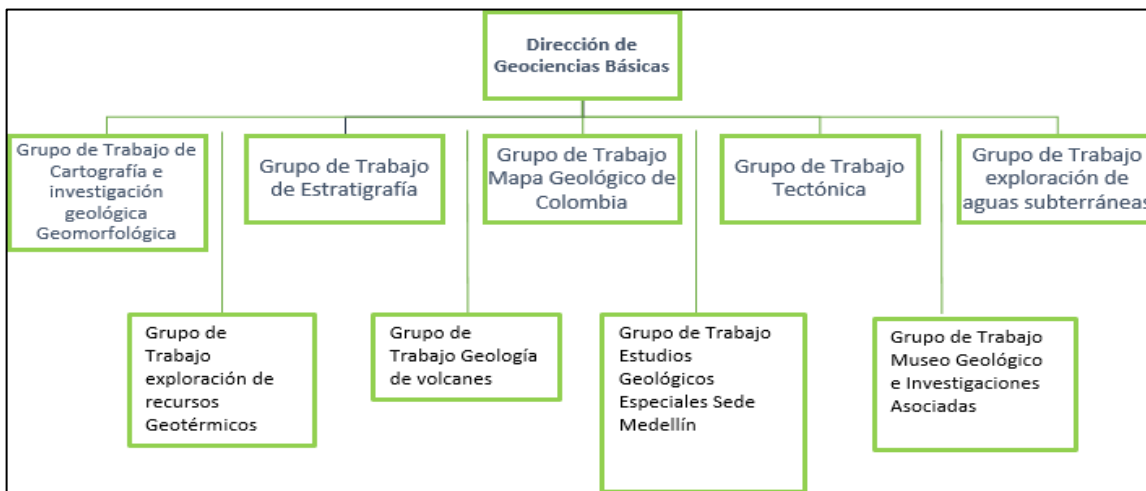 Dirección de
Geociencias Básicas
Grupo de Trabajo de
Cartografía e
investigación
geológica
Geomorfológica
Grupo de Trabajo
de Estratigrafía
Grupo de Trabajo
Mapa Geológico de
Colombia
Grupo de Trabajo
Tectónica
Grupo de Trabajo
exploración de
aguas subterráneas
Grupo de
Trabajo
exploración de
recursos
Geotérmicos
Grupo de
Trabajo Geología
de volcanes
Grupo de Trabajo
Estudios
Geológicos
Especiales Sede
Medellín
Grupo de Trabajo
Museo Geológico
e Investigaciones
Asociadas